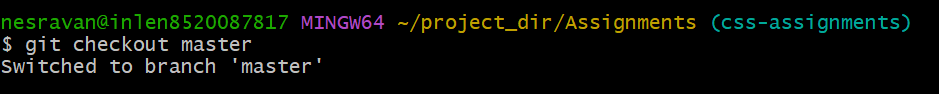 nesravan@inlen8520087817 MINGW64 ~/project_dir/Assignments (css-assignments)
$ git checkout master
Switched to branch 'master'